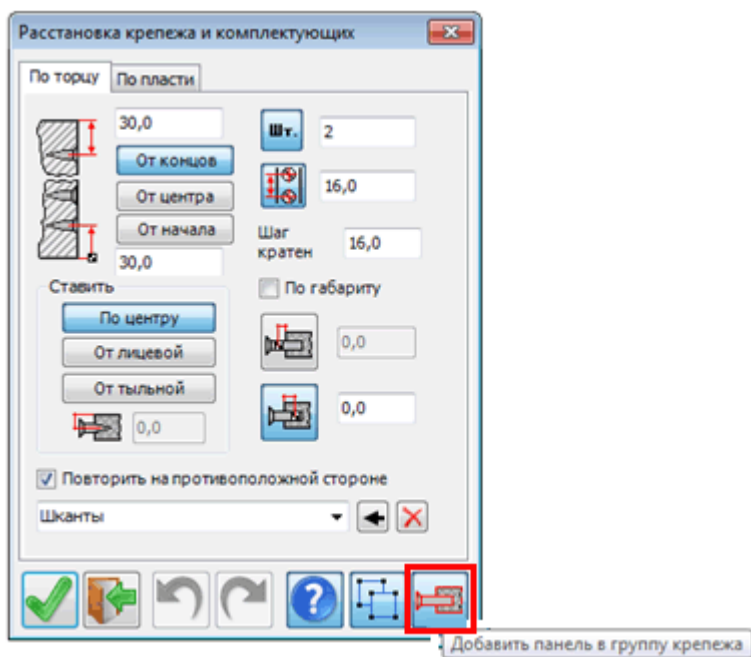 Расстановка крепежа и комплектующих
По торцу По пласти
30,0
От концов
От центра
От начала
30,0
Шт. 2
16,0
Шаг
кратен 16,0
Ставить
По центру
От лицевой
От тыльной
0,0
По габариту
0,0
0,0
Повторить на противоположной стороне
Шканты
?
Добавить панель в группу крепежа